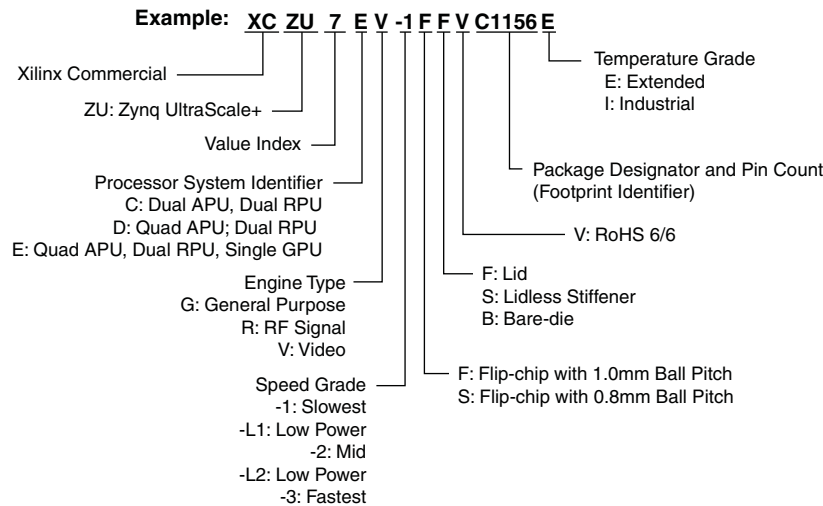 Example: XC ZU 7 E V -1 F F V C1156 E
Xilinx Commercial
ZU: Zynq UltraScale+
Value Index
Processor System Identifier
C: Dual APU, Dual RPU
D: Quad APU; Dual RPU
E: Quad APU, Dual RPU, Single GPU
Engine Type
G: General Purpose
R: RF Signal
V: Video
Speed Grade
-1: Slowest
-L1: Low Power
-2: Mid
-L2: Low Power
-3: Fastest
Temperature Grade
E: Extended
I: Industrial
Package Designator and Pin Count
(Footprint Identifier)
V: RoHS 6/6
F: Lid
S: Lidless Stiffener
B: Bare-die
F: Flip-chip with 1.0mm Ball Pitch
S: Flip-chip with 0.8mm Ball Pitch